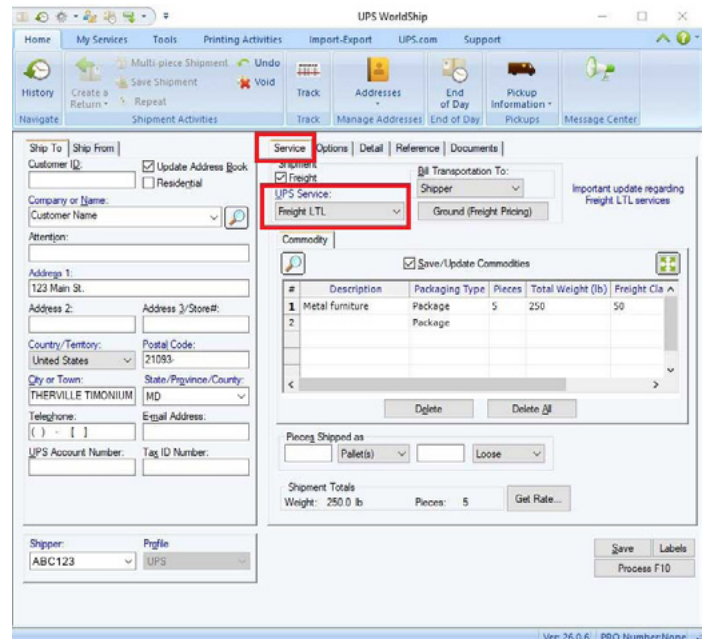 UPS WorldShip
Home My Services Tools Printing Activities Import-Export UPS.com Support
History
Create a Return
Multi-piece Shipment
Save Shipment
Repeat
Undo
Void
Track
Addresses
End of Day
Pickup Information
Navigate Shipment Activities Track Manage Addresses End of Day Pickups Message Center
Ship To Ship From
Customer ID:
Update Address Book
Residential
Company or Name:
Customer Name
Attention:
Address 1:
123 Main St.
Address 2: Address 3/Store#:
Country/Territory: Postal Code:
United States 21093-
City or Town: State/Province/County:
THERVILLE TIMONIUM MD
Telephone: E-mail Address:
( ) - [ ]
UPS Account Number: Tax ID Number:
Shipper: Profile
ABC123 UPS
Service Options Detail Reference Documents
Shipment
Freight
UPS Service:
Freight LTL
Bill Transportation To:
Shipper
Ground (Freight Pricing)
Important update regarding
Freight LTL services
Commodity
Save/Update Commodities
# Description Packaging Type Pieces Total Weight (lb) Freight Cla
1 Metal furniture Package 5 250 50
2 Package
Delete Delete All
Pieces Shipped as
Pallet(s) Loose
Shipment Totals
Weight: 250.0 lb Pieces: 5 Get Rate...
Save Labels
Process F10
Ver: 26.0.6 PRO Number:None